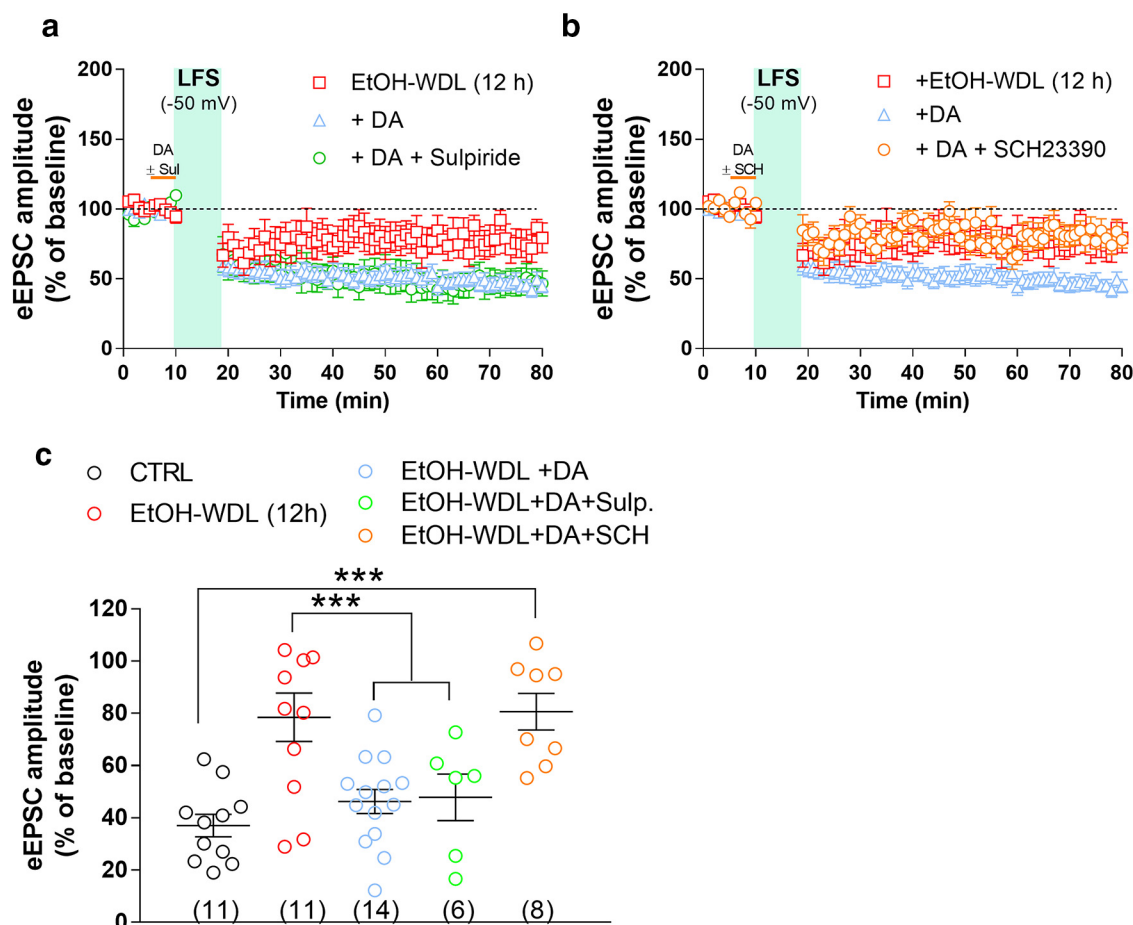 a
200
150
100
50
0
eEPSC amplitude
(% of baseline)
LFS
(-50 mV)
DA
± Sul
EtOH-WDL (12 h)
+ DA
+ DA + Sulpiride
0 10 20 30 40 50 60 70 80
Time (min)
b
200
150
100
50
0
eEPSC amplitude
(% of baseline)
LFS
(-50 mV)
DA
± SCH
+EtOH-WDL (12 h)
+DA
+ DA + SCH23390
0 10 20 30 40 50 60 70 80
Time (min)
c
CTRL
EtOH-WDL (12h)
EtOH-WDL +DA
EtOH-WDL+DA+Sulp.
EtOH-WDL+DA+SCH
***
***
120
100
80
60
40
20
0
eEPSC amplitude
(% of baseline)
(11) (11) (14) (6) (8)